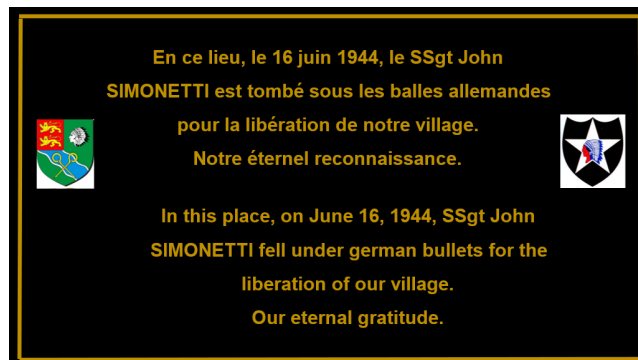 En ce lieu, le 16 juin 1944, le SSgt John
SIMONETTI est tombé sous les balles allemandes
pour la libération de notre village.
Notre éternel reconnaissance.
In this place, on June 16, 1944, SSgt John
SIMONETTI fell under german bullets for the
liberation of our village.
Our eternal gratitude.